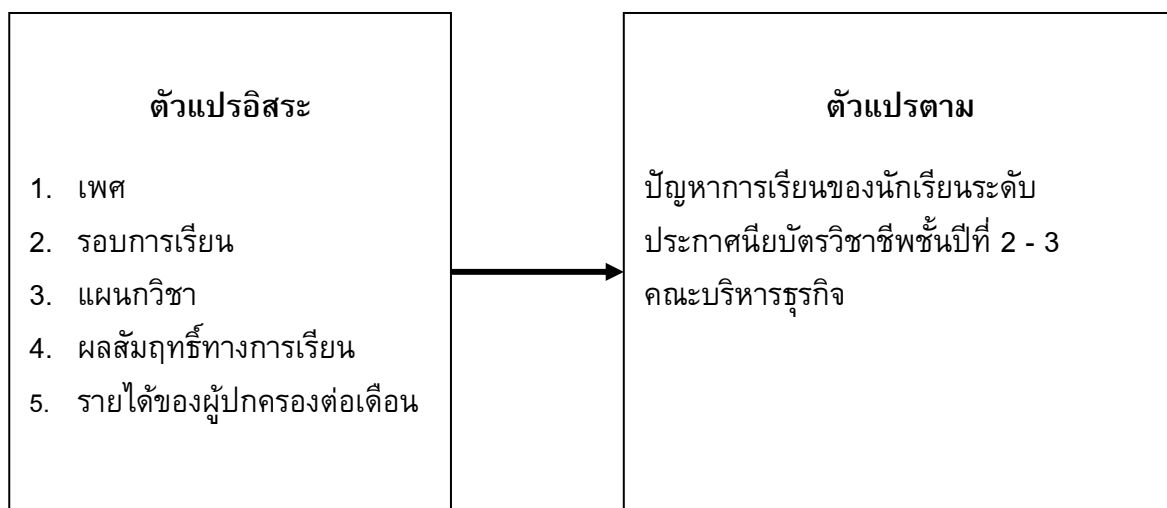 ตัวแปรอิสระ
1. เพศ
2. รอบการเรียน
3. แผนกวิชา
4. ผลสัมฤทธิ์ทางการเรียน
5. รายได้ของผู้ปกครองต่อเดือน
ตัวแปรตาม
ปัญหาการเรียนของนักเรียนระดับ
ประกาศนียบัตรวิชาชีพชั้นปีที่ 2 - 3
คณะบริหารธุรกิจ